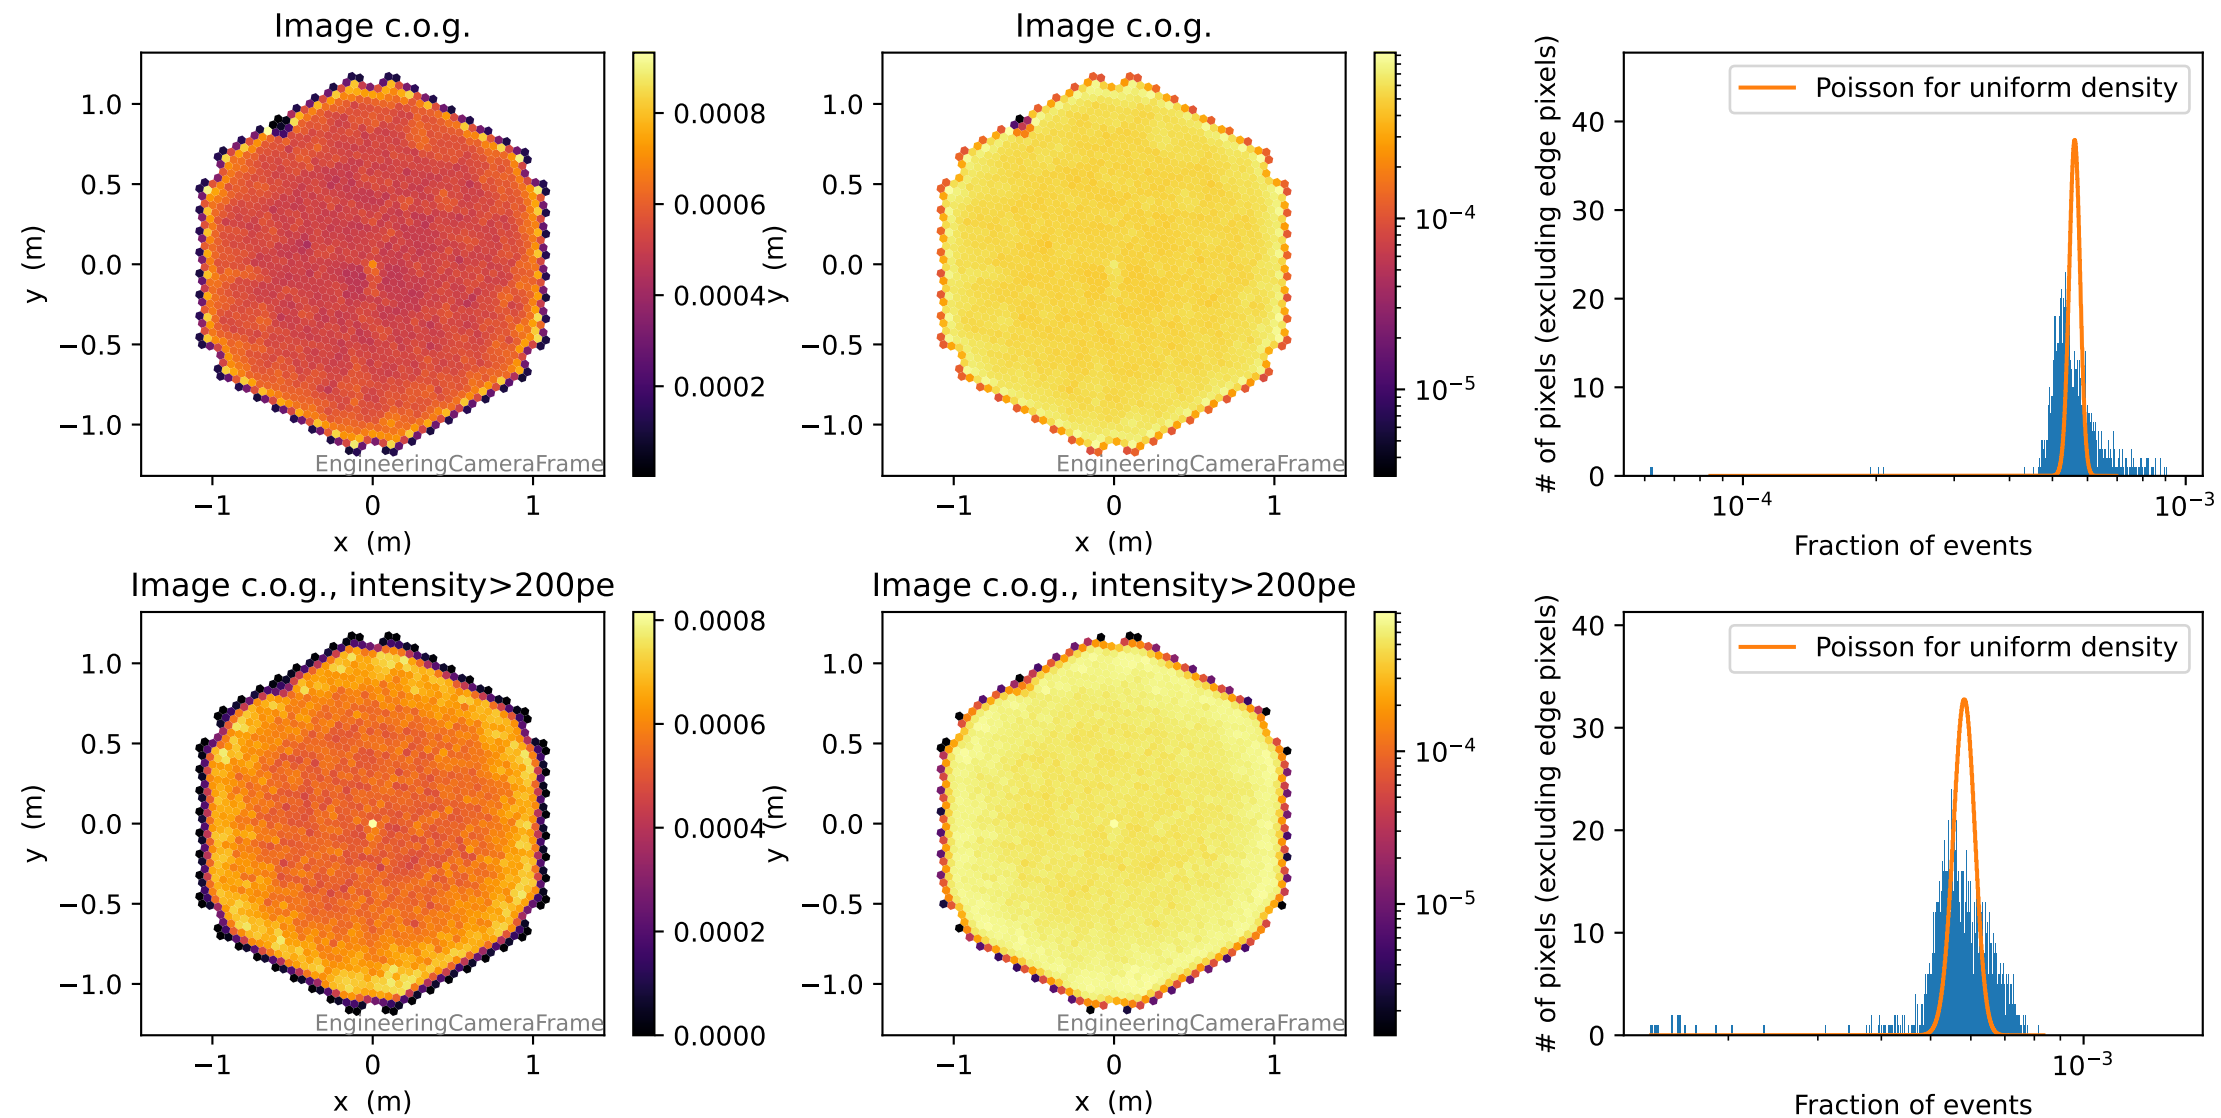 Image c.o.g.
1.0
0.5
0.0
−0.5
−1.0
y (m)
−1
0
1
x (m)
EngineeringCameraFrame
0.0008
0.0006
0.0004
0.0002
Image c.o.g.
1.0
0.5
0.0
−0.5
−1.0
y (m)
−1
0
1
x (m)
EngineeringCameraFrame
10⁻⁴
10⁻⁵
# of pixels (excluding edge pixels)
40
30
20
10
0
Poisson for uniform density
10⁻⁴
10⁻³
Fraction of events
Image c.o.g., intensity>200pe
1.0
0.5
0.0
−0.5
−1.0
y (m)
−1
0
1
x (m)
EngineeringCameraFrame
0.0008
0.0006
0.0004
0.0002
0.0000
Image c.o.g., intensity>200pe
1.0
0.5
0.0
−0.5
−1.0
y (m)
−1
0
1
x (m)
EngineeringCameraFrame
10⁻⁴
10⁻⁵
# of pixels (excluding edge pixels)
40
30
20
10
0
Poisson for uniform density
10⁻³
Fraction of events